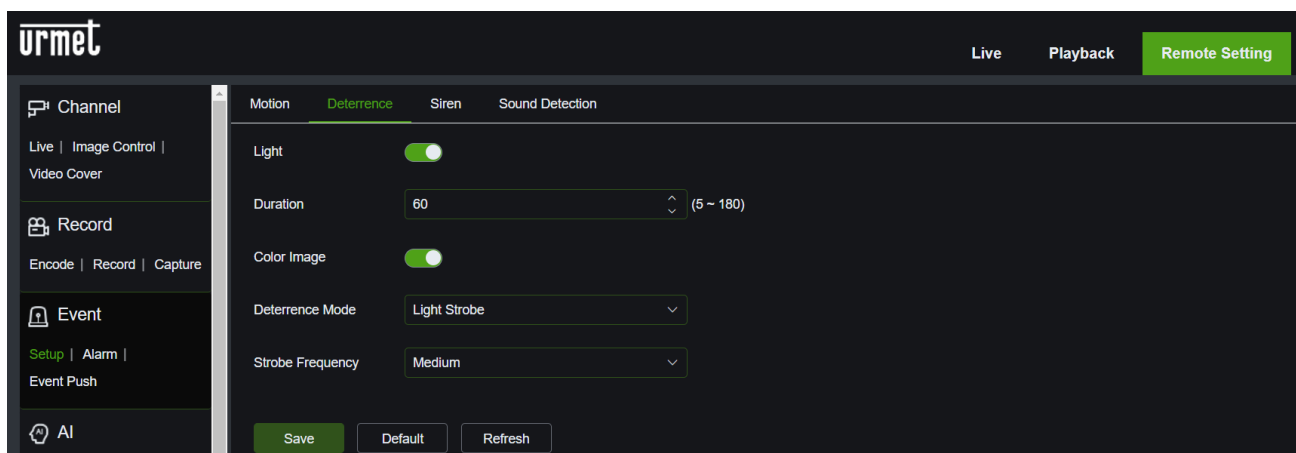 urmet
Live Playback Remote Setting
Channel
Live | Image Control |
Video Cover
Record
Encode | Record | Capture
Event
Setup | Alarm |
Event Push
AI
Motion Deterrence Siren Sound Detection
Light
Duration 60 (5 ~ 180)
Color Image
Deterrence Mode Light Strobe
Strobe Frequency Medium
Save Default Refresh